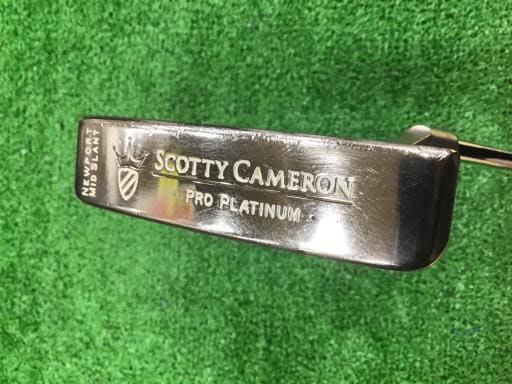 NEWPORT
MID SLANT
SCOTTY CAMERON
PRO PLATINUM